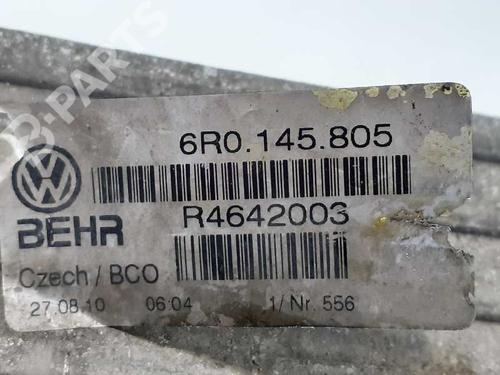 B-PARTS
6R0.145.805
BEHR
R4642003
Czech / BCO
27.08.10 06:04 1/ Nr. 556